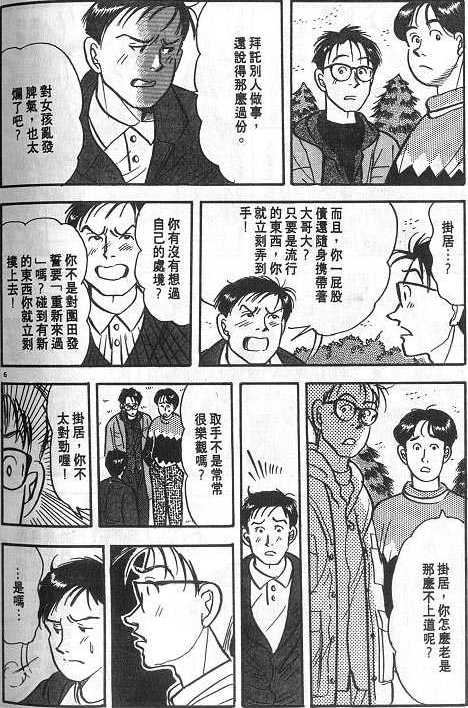 拜託別人做事，
還說得那麼過份。
對女孩亂發
脾氣，也太
爛了吧？
掛居…？
而且，你一屁股
債還隨身攜帶著
大哥大？
只要是流行
的東西，你
就立刻弄到
手！
你有沒有想過
自己的處境？
你不是對園田發
誓要「重新來過
」嗎？碰到有新
的東西你就立刻
撲上去！
6
掛居，你怎麼老是
那麼不上道呢？
取手不是常常
很樂觀嗎？
掛居，你不
太對勁喔！
…是嗎…